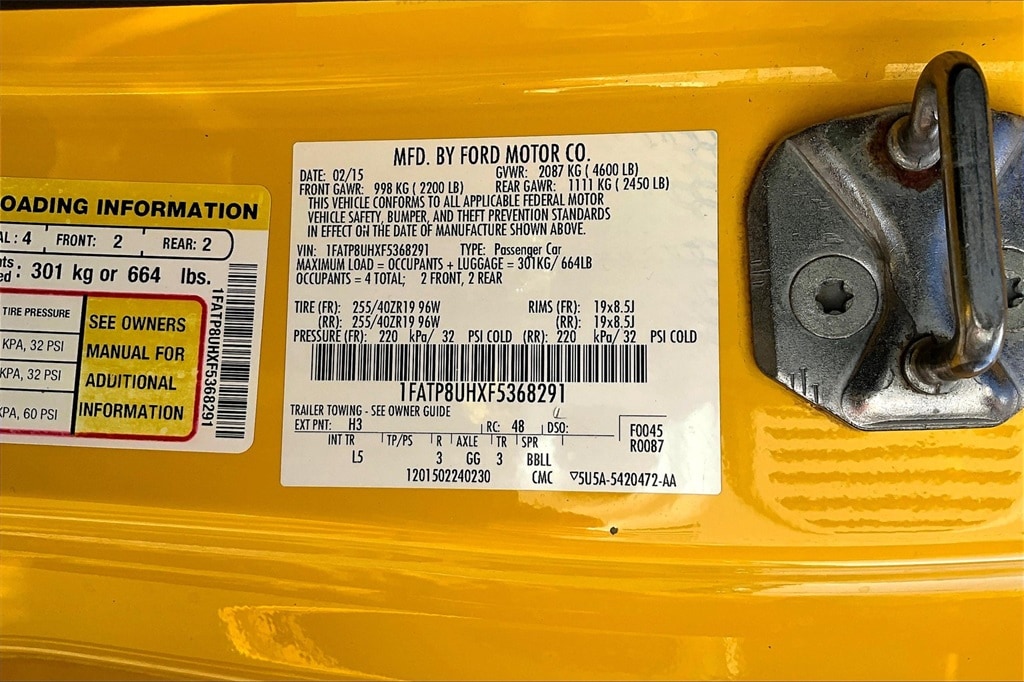 OADING INFORMATION
AL: 4 FRONT: 2 REAR: 2
301 kg or 664 lbs.
TIRE PRESSURE
KPA, 32 PSI
KPA, 32 PSI
KPA, 60 PSI
SEE OWNERS
MANUAL FOR
ADDITIONAL
INFORMATION
1FATP8UHXF5368291
MFD. BY FORD MOTOR CO.
DATE: 02/15 GVWR: 2087 KG (4600 LB)
FRONT GAWR: 998 KG (2200 LB) REAR GAWR: 1111 KG (2450 LB)
THIS VEHICLE CONFORMS TO ALL APPLICABLE FEDERAL MOTOR
VEHICLE SAFETY, BUMPER, AND THEFT PREVENTION STANDARDS
IN EFFECT ON THE DATE OF MANUFACTURE SHOWN ABOVE.
VIN: 1FATP8UHXF5368291 TYPE: Passenger Car
MAXIMUM LOAD = OCCUPANTS + LUGGAGE = 301KG/ 664LB
OCCUPANTS = 4 TOTAL; 2 FRONT, 2 REAR
TIRE (FR): 255/40ZR19 96W RIMS (FR): 19x8.5J
(RR): 255/40ZR19 96W (RR): 19x8.5J
PRESSURE (FR): 220 kPa/ 32 PSI COLD (RR): 220 kPa/ 32 PSI COLD
1FATP8UHXF5368291
TRAILER TOWING - SEE OWNER GUIDE
EXT PNT: H3 RC: 48 DSO: F0045
R0087
INT TR TP/PS R AXLE TR SPR
L5 3 GG 3 BBLL
1201502240230 CMC ▽5U5A-5420472-AA